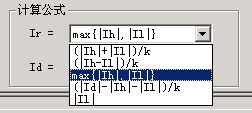 计算公式
Ir = max{|Ih|, |Il|}
(|Ih|+|Il|)/k
Id = (|Ih-Il|)/k
max{|Ih|, |Il|}
(|Id|-|Ih|-|Il|)/k
|Il|